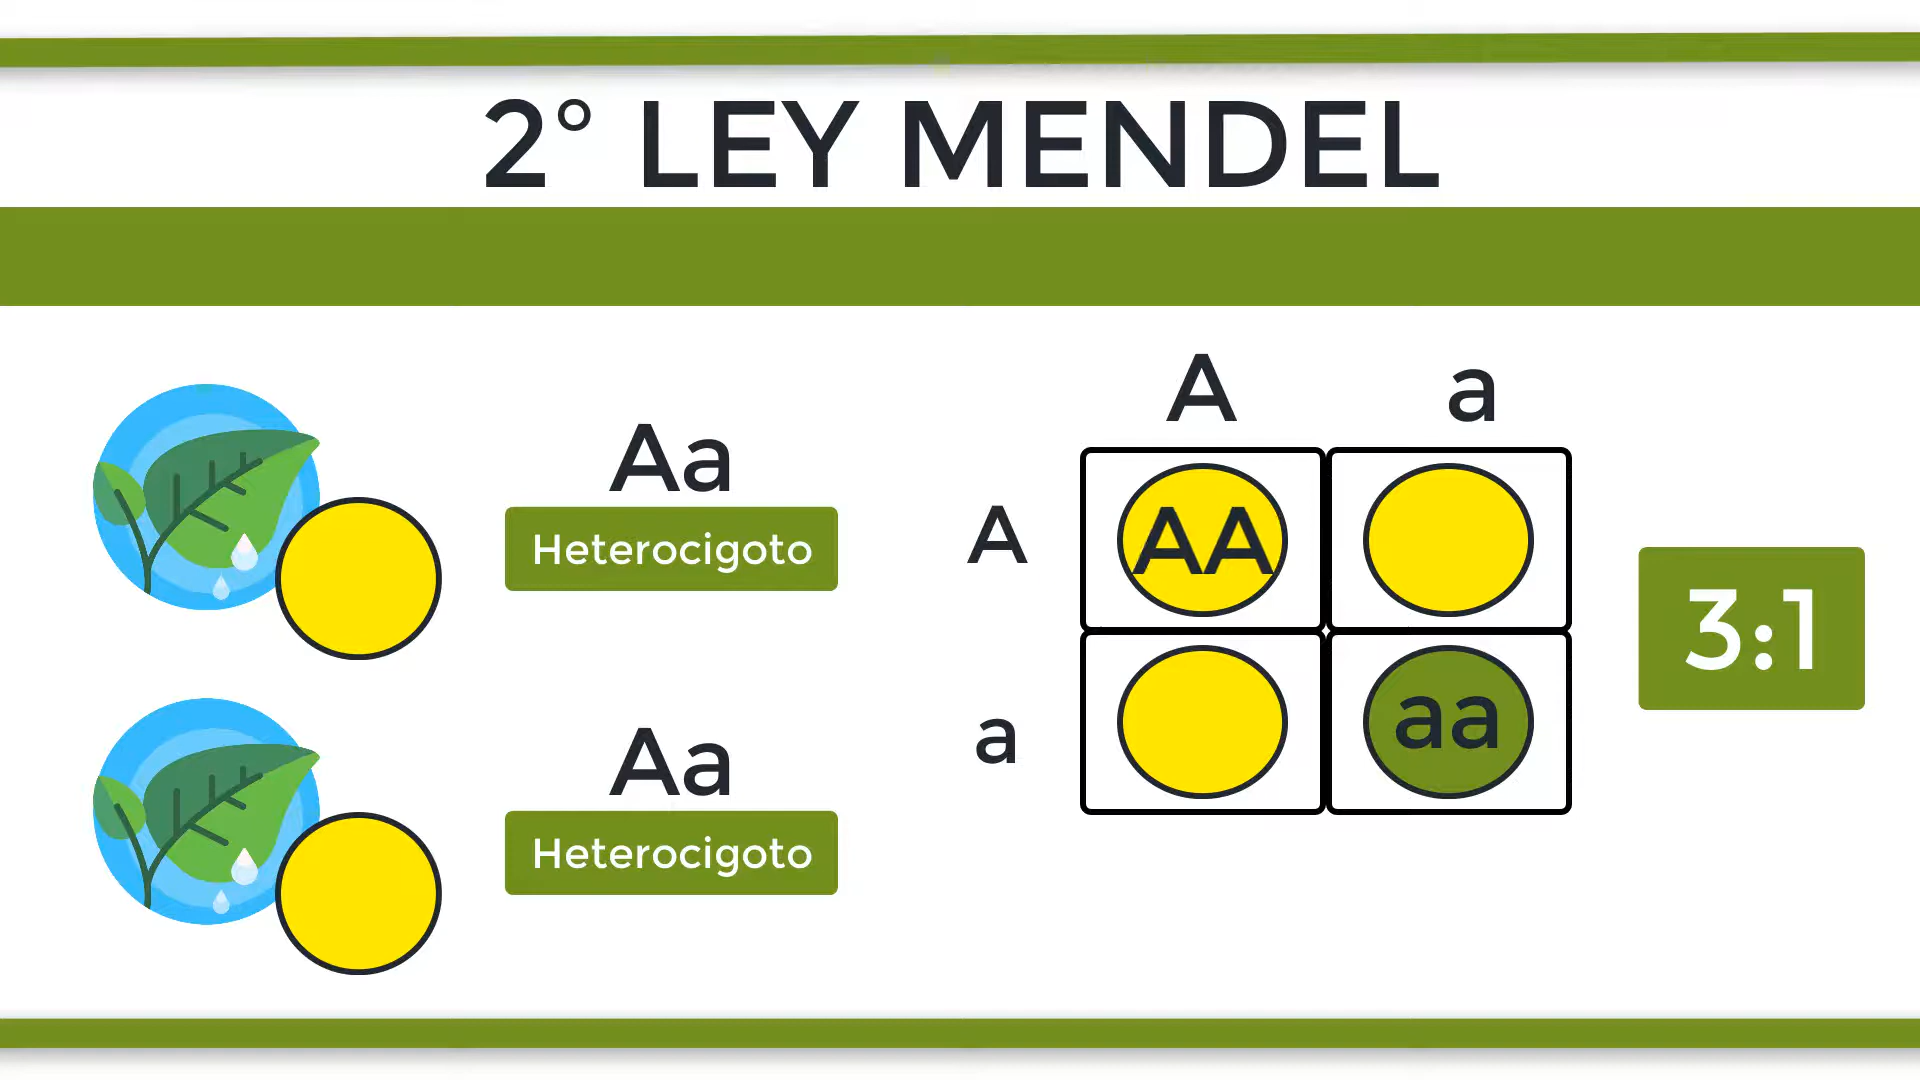 2° LEY MENDEL
Aa
Heterocigoto
Aa
Heterocigoto
A a
A AA
a aa
3:1